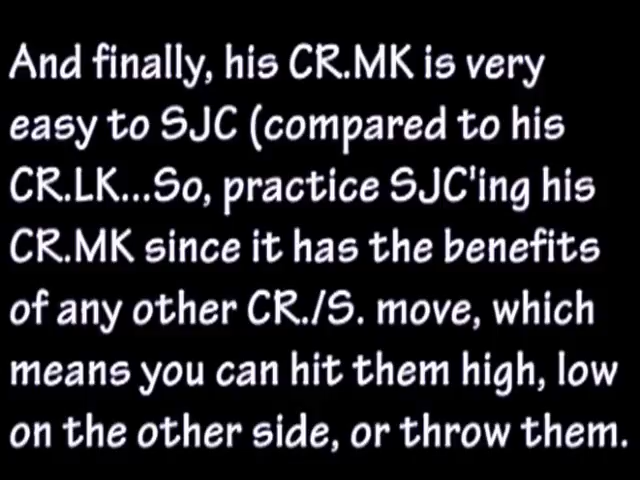 And finally, his CR.MK is very
easy to SJC (compared to his
CR.LK...So, practice SJC'ing his
CR.MK since it has the benefits
of any other CR./S. move, which
means you can hit them high, low
on the other side, or throw them.